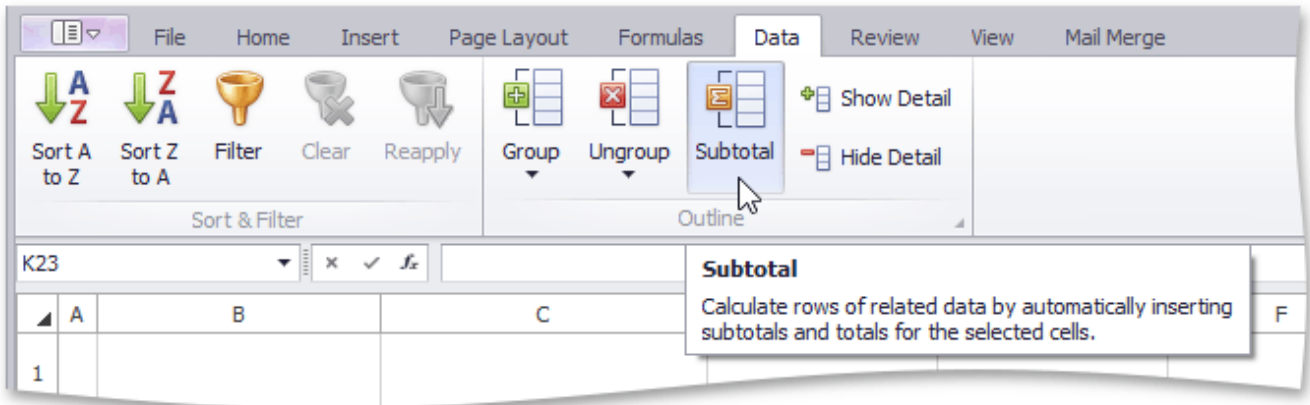 File Home Insert Page Layout Formulas Data Review View Mail Merge
A Z Z A
Show Detail
Sort A Sort Z Filter Clear Reapply Group Ungroup Subtotal
to Z to A
Hide Detail
Sort & Filter Outline
K23 fx
Subtotal
Calculate rows of related data by automatically inserting
subtotals and totals for the selected cells.
A B C F
1